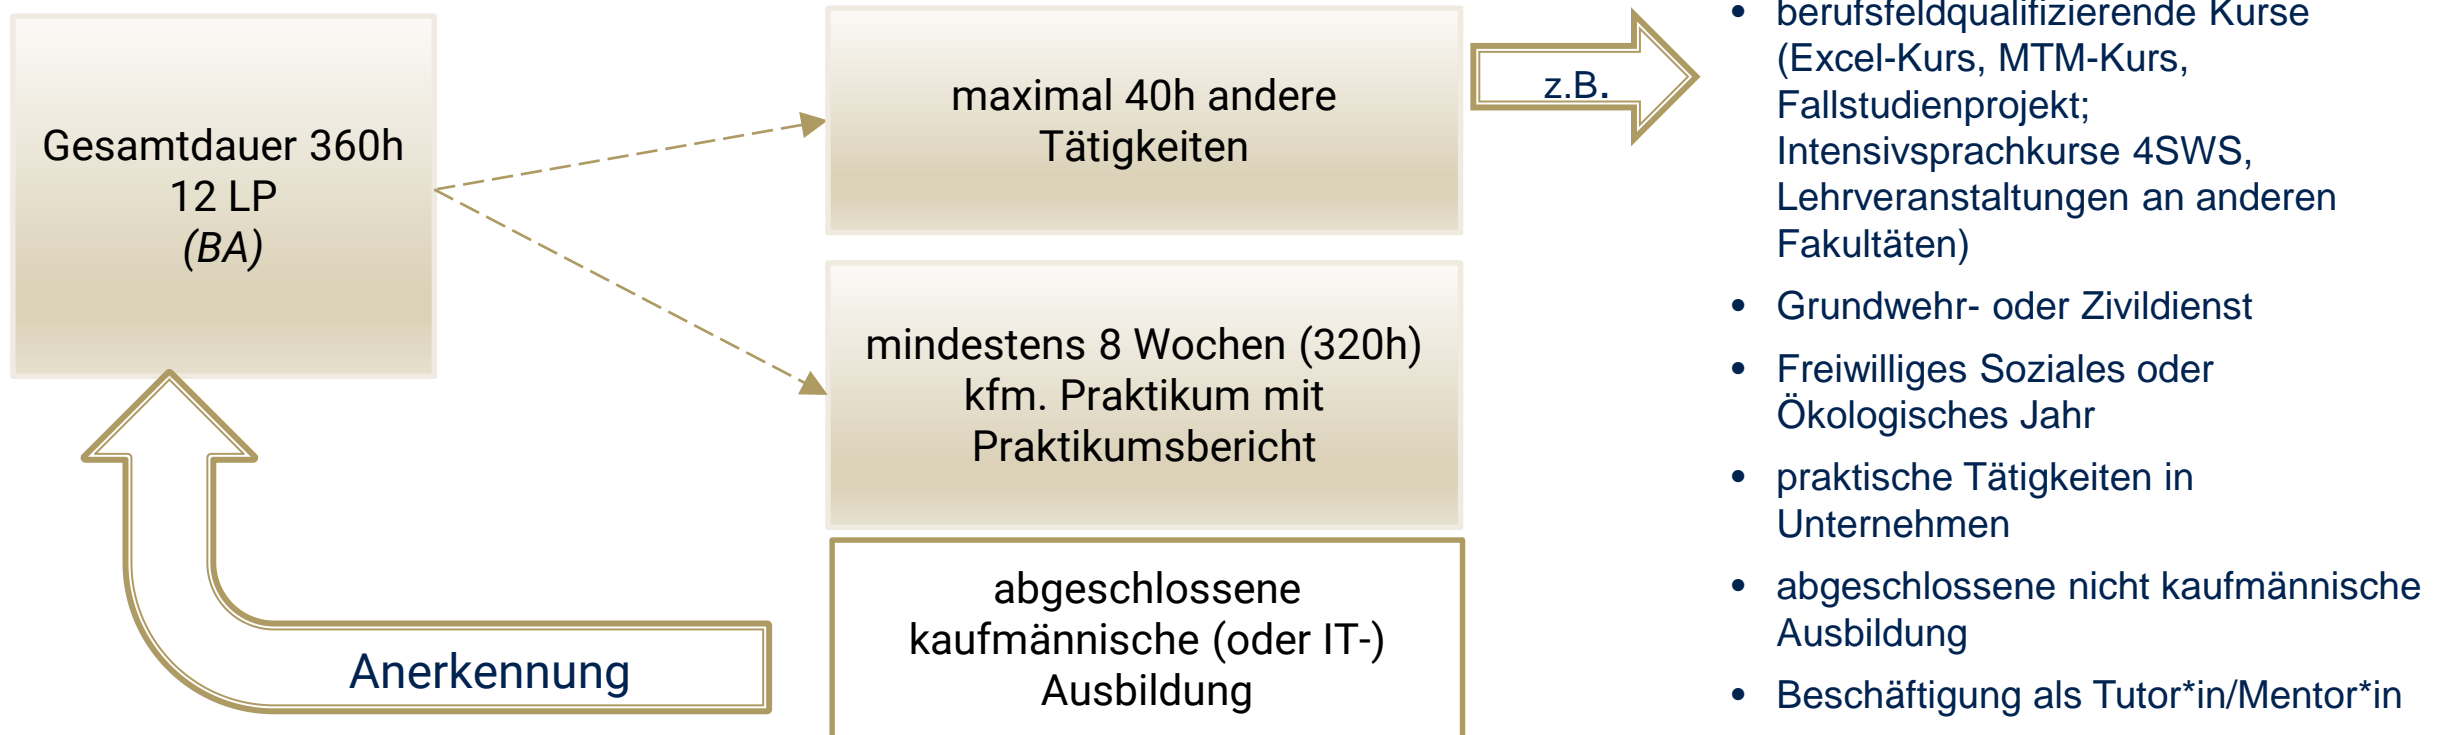 Gesamtdauer 360h
12 LP
(BA)
maximal 40h andere
Tätigkeiten
z.B.
mindestens 8 Wochen (320h)
kfm. Praktikum mit
Praktikumsbericht
abgeschlossene
kaufmännische (oder IT-)
Ausbildung
Anerkennung
• berufsfeldqualifizierende Kurse
(Excel-Kurs, MTM-Kurs,
Fallstudienprojekt;
Intensivsprachkurse 4SWS,
Lehrveranstaltungen an anderen
Fakultäten)
• Grundwehr- oder Zivildienst
• Freiwilliges Soziales oder
Ökologisches Jahr
• praktische Tätigkeiten in
Unternehmen
• abgeschlossene nicht kaufmännische
Ausbildung
• Beschäftigung als Tutor*in/Mentor*in